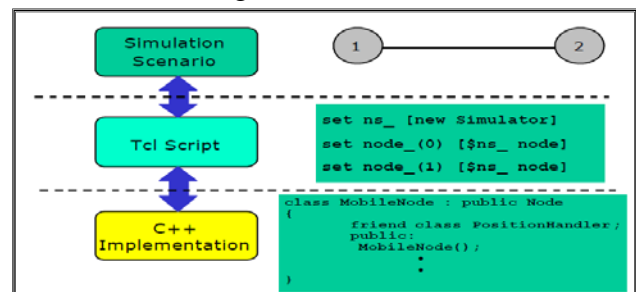 Simulation
Scenario
1
2
Tcl Script
set ns_ [new Simulator]
set node_(0) [$ns_ node]
set node_(1) [$ns_ node]
C++
Implementation
class MobileNode : public Node
{
friend class PositionHandler;
public:
MobileNode();
•
•
}